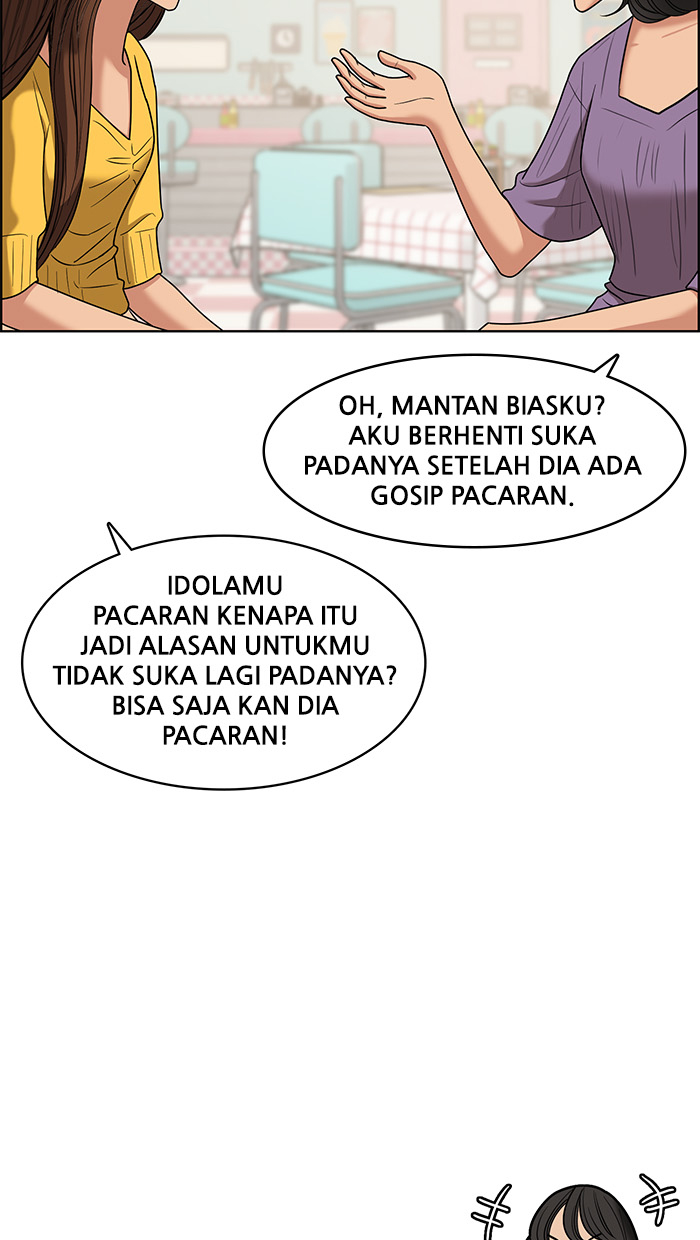 OH, MANTAN BIASKU?
AKU BERHENTI SUKA
PADANYA SETELAH DIA ADA
GOSIP PACARAN.
IDOLAMU
PACARAN KENAPA ITU
JADI ALASAN UNTUKMU
TIDAK SUKA LAGI PADANYA?
BISA SAJA KAN DIA
PACARAN!